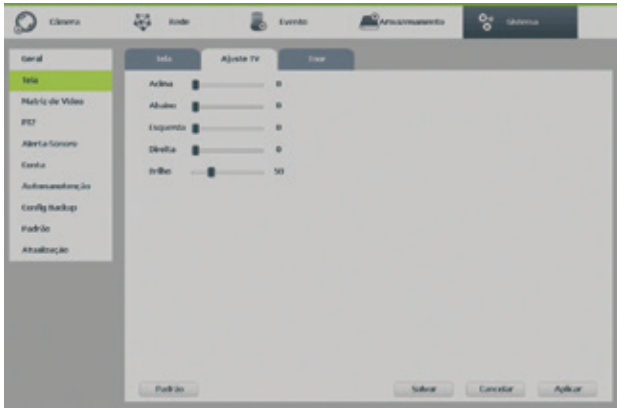 Câmera Rede Evento Armazenamento Sistema
Geral
Tela
Matriz de Vídeo
PTZ
Alerta Sonoro
Conta
Automanutenção
Config Backup
Padrão
Atualização
Tela Ajuste TV Tour
Acima 0
Abaixo 0
Esquerda 0
Direita 0
Brilho 50
Padrão Salvar Cancelar Aplicar